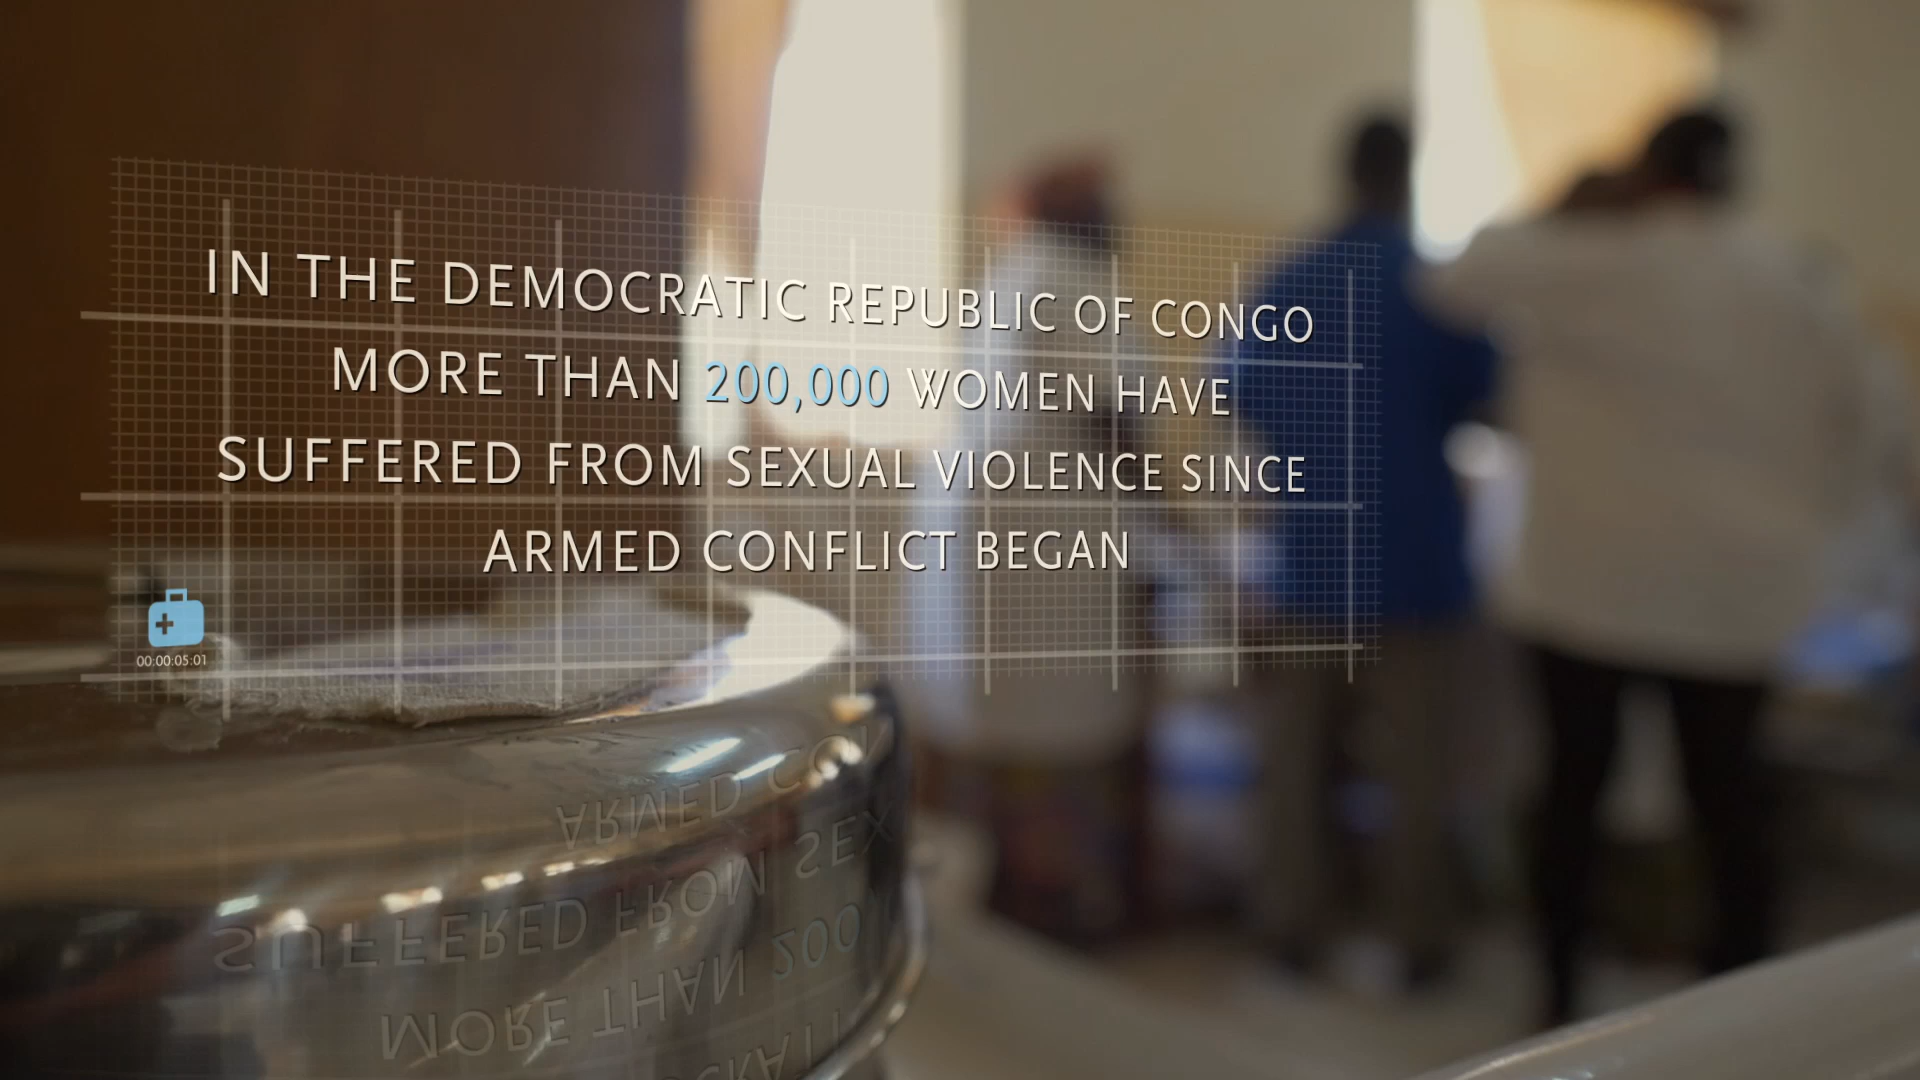 IN THE DEMOCRATIC REPUBLIC OF CONGO
MORE THAN 200,000 WOMEN HAVE
SUFFERED FROM SEXUAL VIOLENCE SINCE
ARMED CONFLICT BEGAN
00:00:05:01